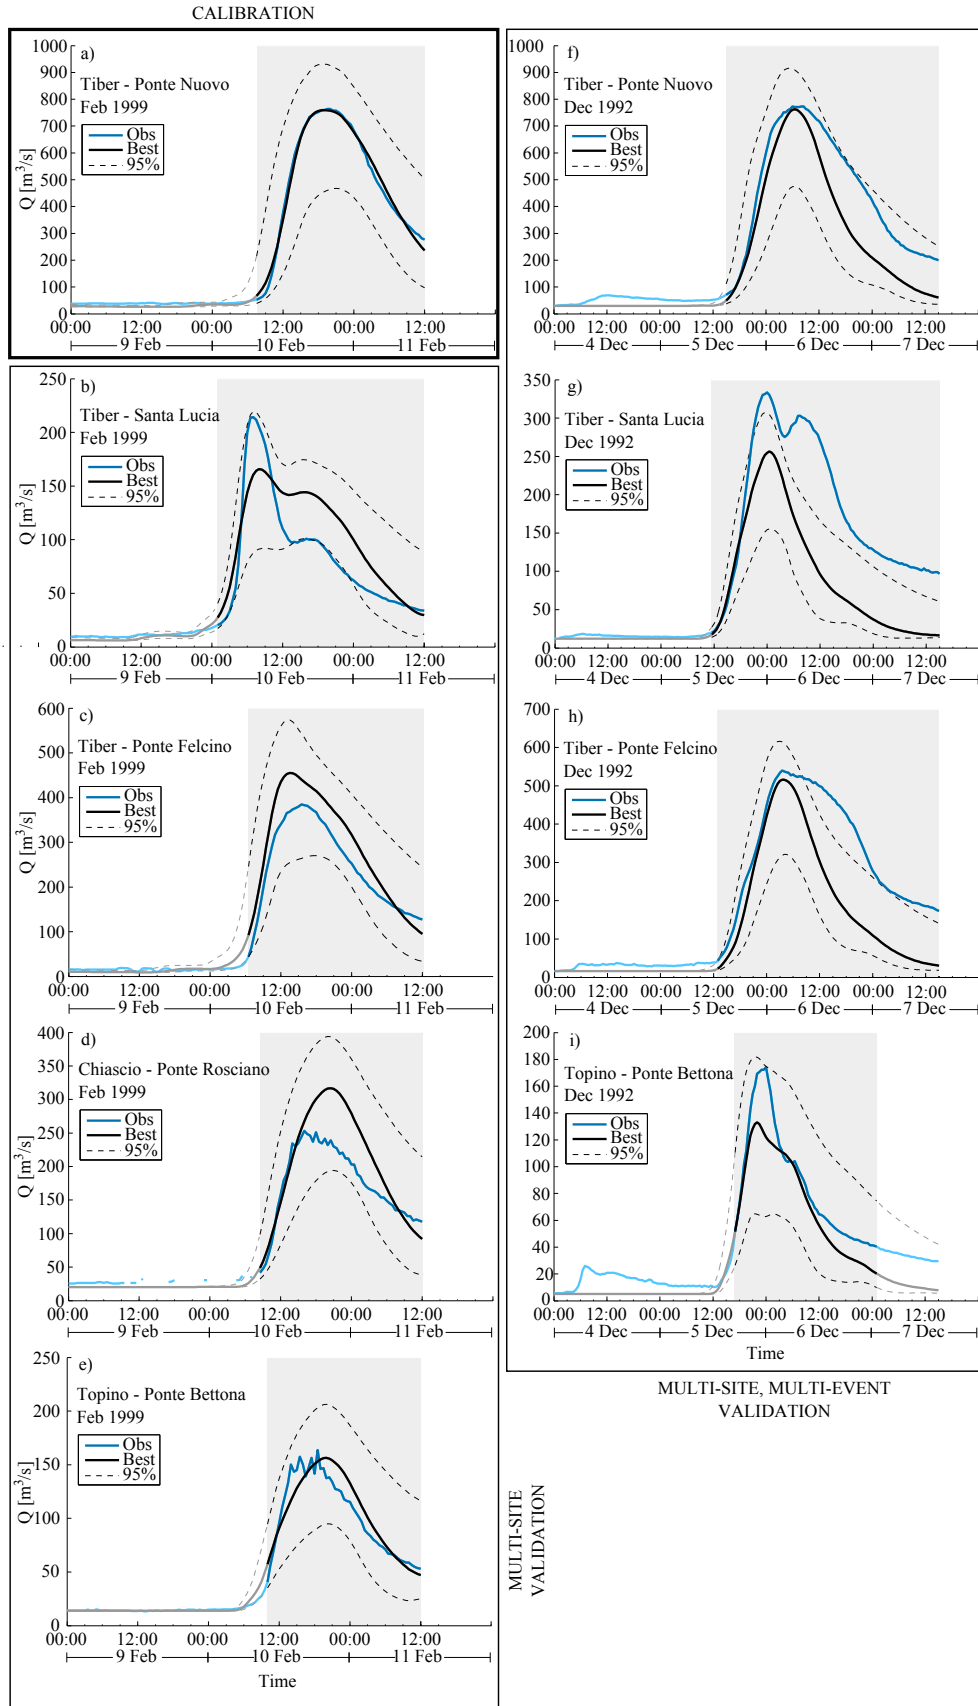 CALIBRATION
a)
Tiber - Ponte Nuovo
Feb 1999
Obs
Best
95%
Q [m³/s]
1000
900
800
700
600
500
400
300
200
100
0
00:00 12:00 00:00 12:00 00:00 12:00
9 Feb 10 Feb 11 Feb
b)
Tiber - Santa Lucia
Feb 1999
Obs
Best
95%
Q [m³/s]
250
200
150
100
50
0
00:00 12:00 00:00 12:00 00:00 12:00
9 Feb 10 Feb 11 Feb
c)
Tiber - Ponte Felcino
Feb 1999
Obs
Best
95%
Q [m³/s]
600
500
400
300
200
100
0
00:00 12:00 00:00 12:00 00:00 12:00
9 Feb 10 Feb 11 Feb
d)
Chiascio - Ponte Rosciano
Feb 1999
Obs
Best
95%
Q [m³/s]
400
350
300
250
200
150
100
50
0
00:00 12:00 00:00 12:00 00:00 12:00
9 Feb 10 Feb 11 Feb
e)
Topino - Ponte Bettona
Feb 1999
Obs
Best
95%
Q [m³/s]
250
200
150
100
50
0
00:00 12:00 00:00 12:00 00:00 12:00
9 Feb 10 Feb 11 Feb
Time
MULTI-SITE
VALIDATION
f)
Tiber - Ponte Nuovo
Dec 1992
Obs
Best
95%
1000
900
800
700
600
500
400
300
200
100
0
00:00 12:00 00:00 12:00 00:00 12:00 00:00 12:00
4 Dec 5 Dec 6 Dec 7 Dec
g)
Tiber - Santa Lucia
Dec 1992
Obs
Best
95%
350
300
250
200
150
100
50
0
00:00 12:00 00:00 12:00 00:00 12:00 00:00 12:00
4 Dec 5 Dec 6 Dec 7 Dec
h)
Tiber - Ponte Felcino
Dec 1992
Obs
Best
95%
700
600
500
400
300
200
100
0
00:00 12:00 00:00 12:00 00:00 12:00 00:00 12:00
4 Dec 5 Dec 6 Dec 7 Dec
i)
Topino - Ponte Bettona
Dec 1992
Obs
Best
95%
200
180
160
140
120
100
80
60
40
20
0
00:00 12:00 00:00 12:00 00:00 12:00 00:00 12:00
4 Dec 5 Dec 6 Dec 7 Dec
Time
MULTI-SITE, MULTI-EVENT
VALIDATION